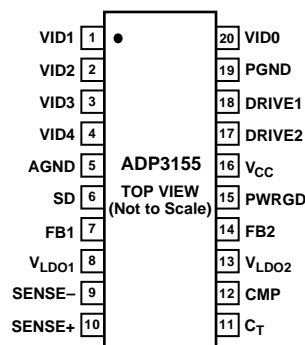 VID1 1 20 VID0
VID2 2 19 PGND
VID3 3 18 DRIVE1
VID4 4 17 DRIVE2
AGND 5 ADP3155 16 VCC
SD 6 TOP VIEW 15 PWRGD
(Not to Scale)
FB1 7 14 FB2
VLDO1 8 13 VLDO2
SENSE– 9 12 CMP
SENSE+ 10 11 CT